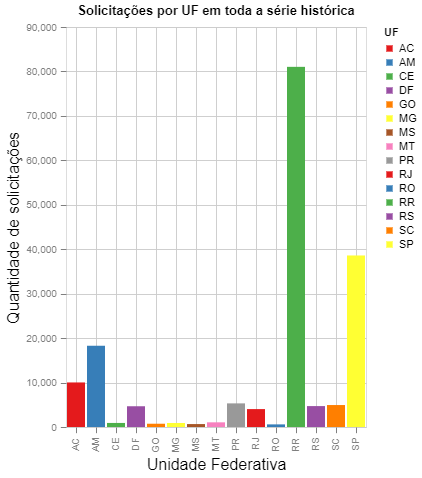 Solicitações por UF em toda a série histórica
Quantidade de solicitações
90,000
80,000
70,000
60,000
50,000
40,000
30,000
20,000
10,000
0
AC
AM
CE
DF
GO
MG
MS
MT
PR
RJ
RO
RR
RS
SC
SP
Unidade Federativa
UF
AC
AM
CE
DF
GO
MG
MS
MT
PR
RJ
RO
RR
RS
SC
SP